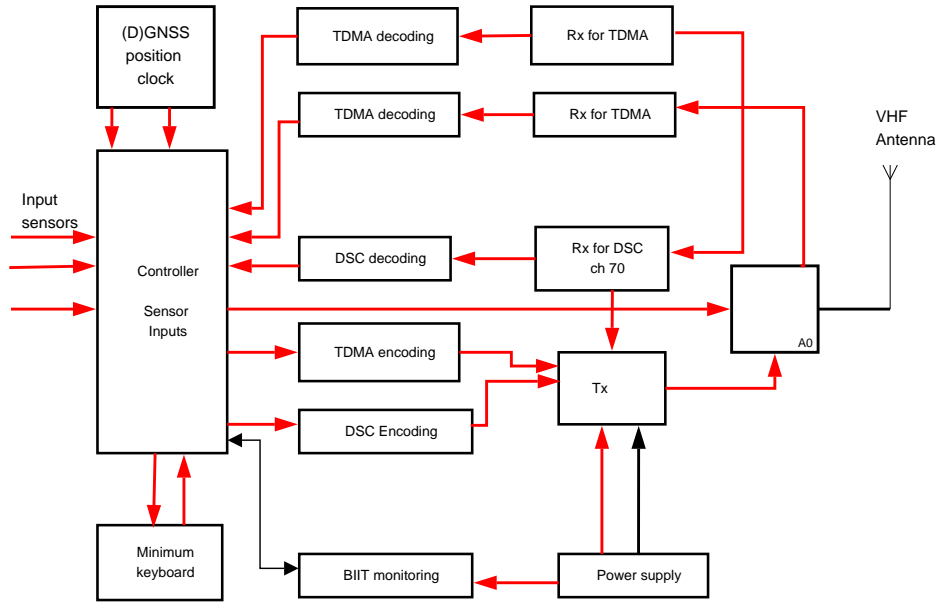 (D)GNSS
position
clock
TDMA decoding
Rx for TDMA
TDMA decoding
Rx for TDMA
VHF
Antenna
Input
sensors
Controller
Sensor
Inputs
DSC decoding
Rx for DSC
ch 70
A0
TDMA encoding
Tx
DSC Encoding
Minimum
keyboard
BIIT monitoring
Power supply